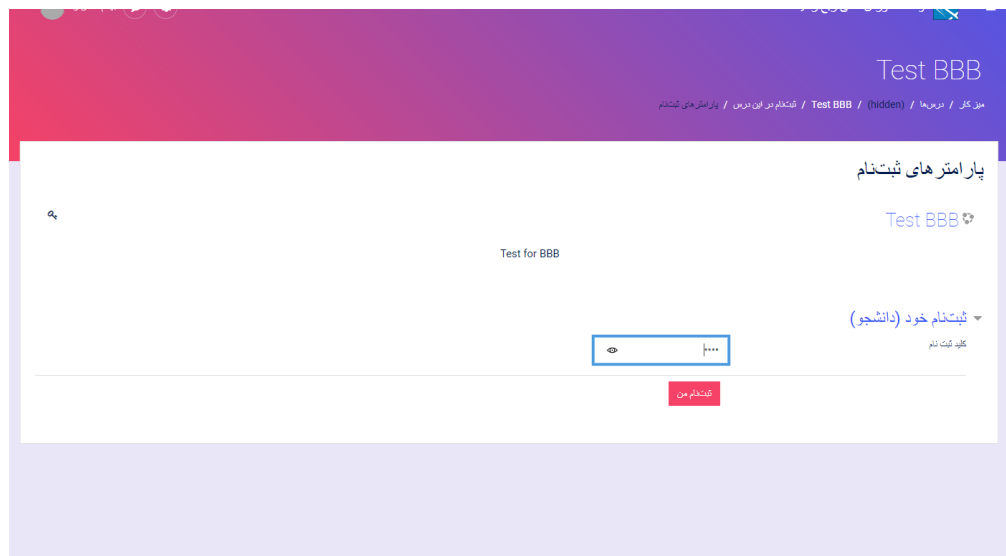 Test BBB
میز کار / درس‌ها / (hidden) / Test BBB / ثبت‌نام در این درس / پارامترهای ثبت‌نام
پارامترهای ثبت‌نام
Test BBB
Test for BBB
ثبت‌نام خود (دانشجو)
کلید ثبت نام
••••
ثبت‌نام من